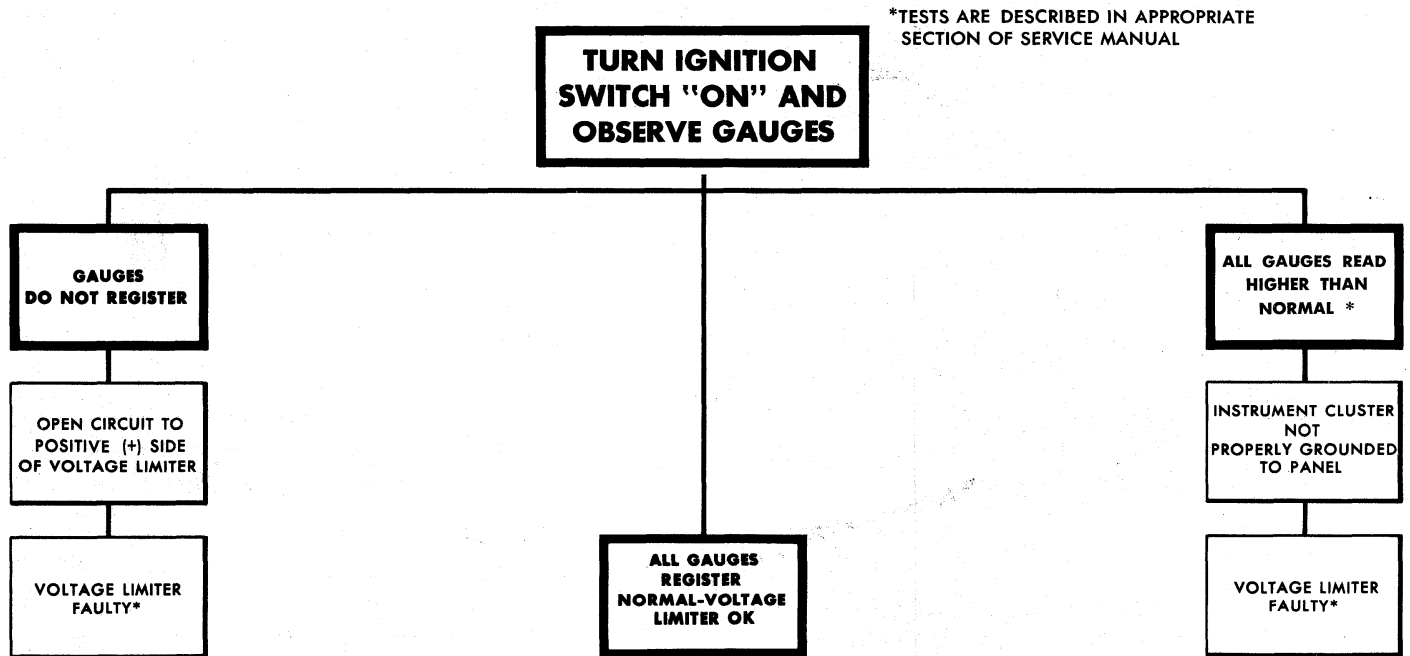 *TESTS ARE DESCRIBED IN APPROPRIATE
SECTION OF SERVICE MANUAL
TURN IGNITION
SWITCH "ON" AND
OBSERVE GAUGES
GAUGES
DO NOT REGISTER
OPEN CIRCUIT TO
POSITIVE (+) SIDE
OF VOLTAGE LIMITER
VOLTAGE LIMITER
FAULTY*
ALL GAUGES
REGISTER
NORMAL-VOLTAGE
LIMITER OK
ALL GAUGES READ
HIGHER THAN
NORMAL *
INSTRUMENT CLUSTER
NOT
PROPERLY GROUNDED
TO PANEL
VOLTAGE LIMITER
FAULTY*